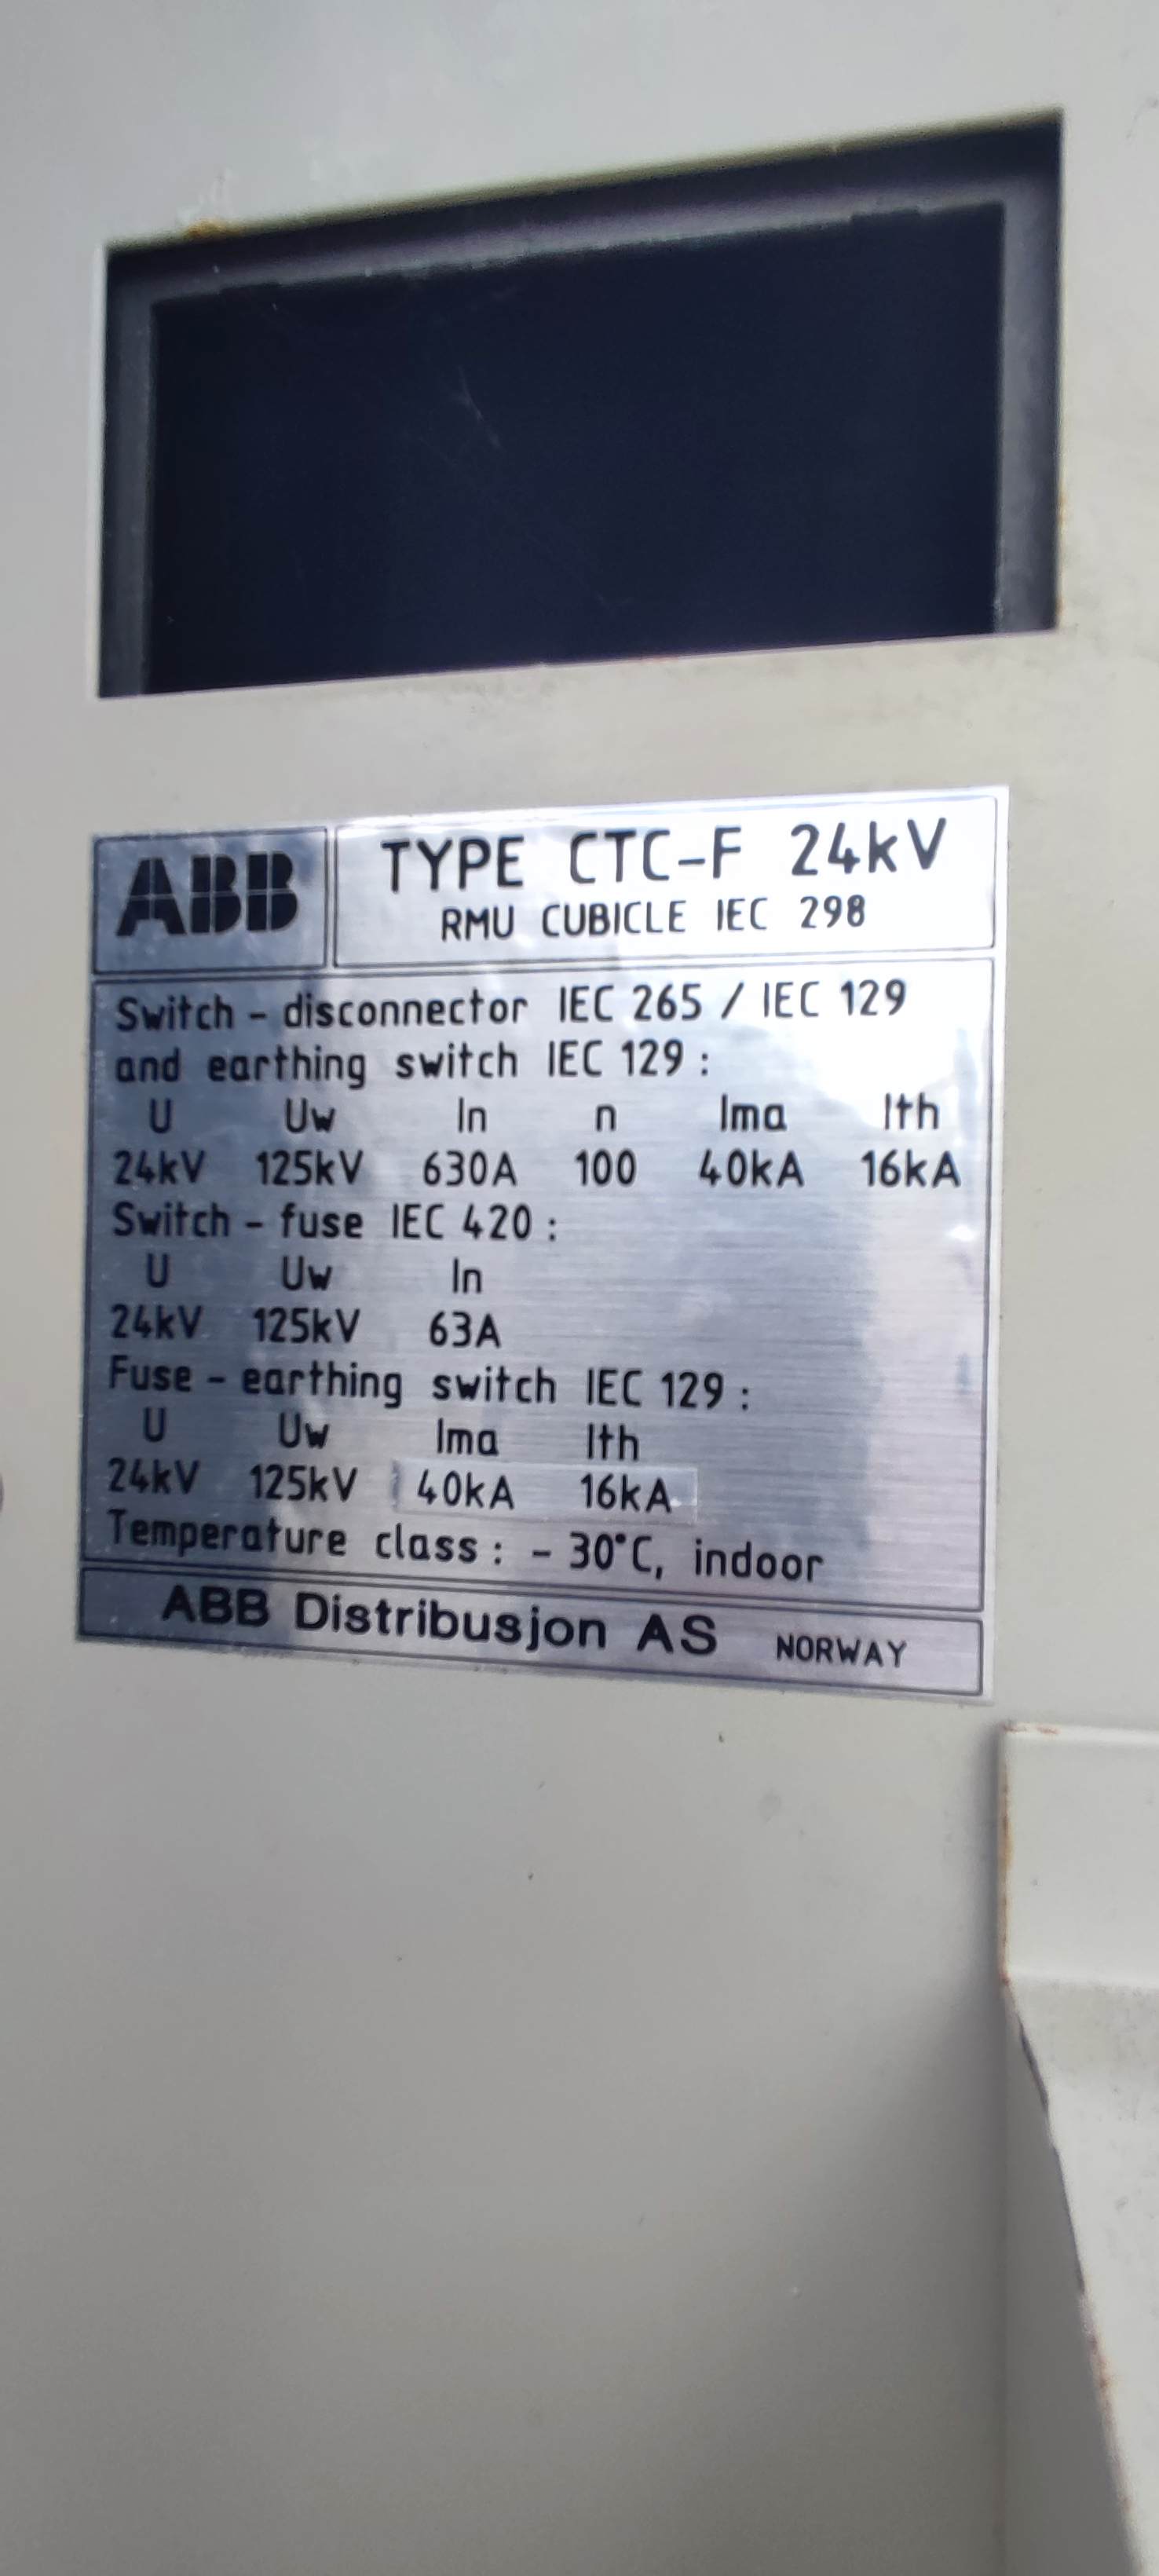 ABB
TYPE CTC-F 24kV
RMU CUBICLE IEC 298
Switch - disconnector IEC 265 / IEC 129
and earthing switch IEC 129 :
U Uw In n Ima Ith
24kV 125kV 630A 100 40kA 16kA
Switch - fuse IEC 420 :
U Uw In
24kV 125kV 63A
Fuse - earthing switch IEC 129 :
U Uw Ima Ith
24kV 125kV 40kA 16kA
Temperature class : - 30°C, indoor
ABB Distribusjon AS NORWAY